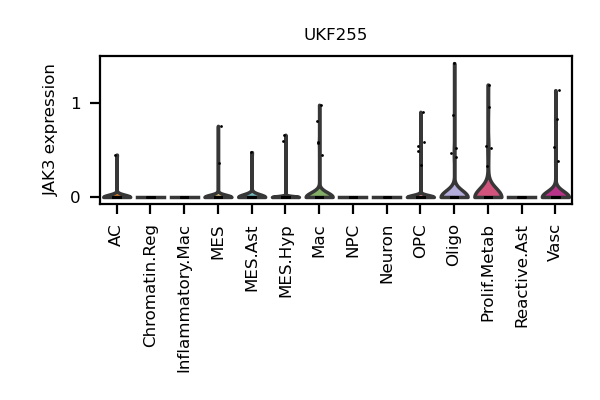 UKF255
JAK3 expression
1
0
AC
Chromatin.Reg
Inflammatory.Mac
MES
MES.Ast
MES.Hyp
Mac
NPC
Neuron
OPC
Oligo
Prolif.Metab
Reactive.Ast
Vasc